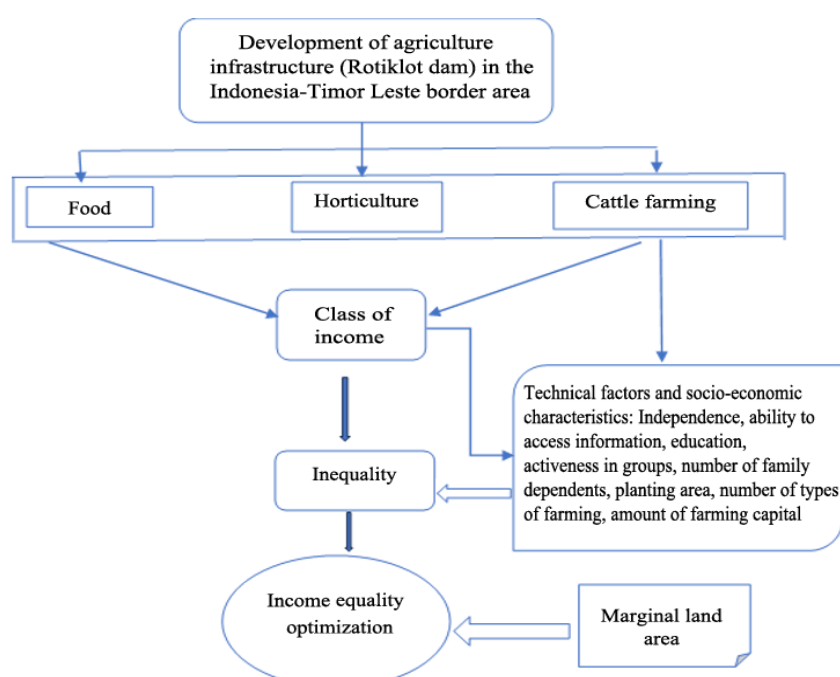 Development of agriculture
infrastructure (Rotiklot dam) in the
Indonesia-Timor Leste border area
Food
Horticulture
Cattle farming
Class of
income
Technical factors and socio-economic
characteristics: Independence, ability to
access information, education,
activeness in groups, number of family
dependents, planting area, number of types
of farming, amount of farming capital
Inequality
Income equality
optimization
Marginal land
area